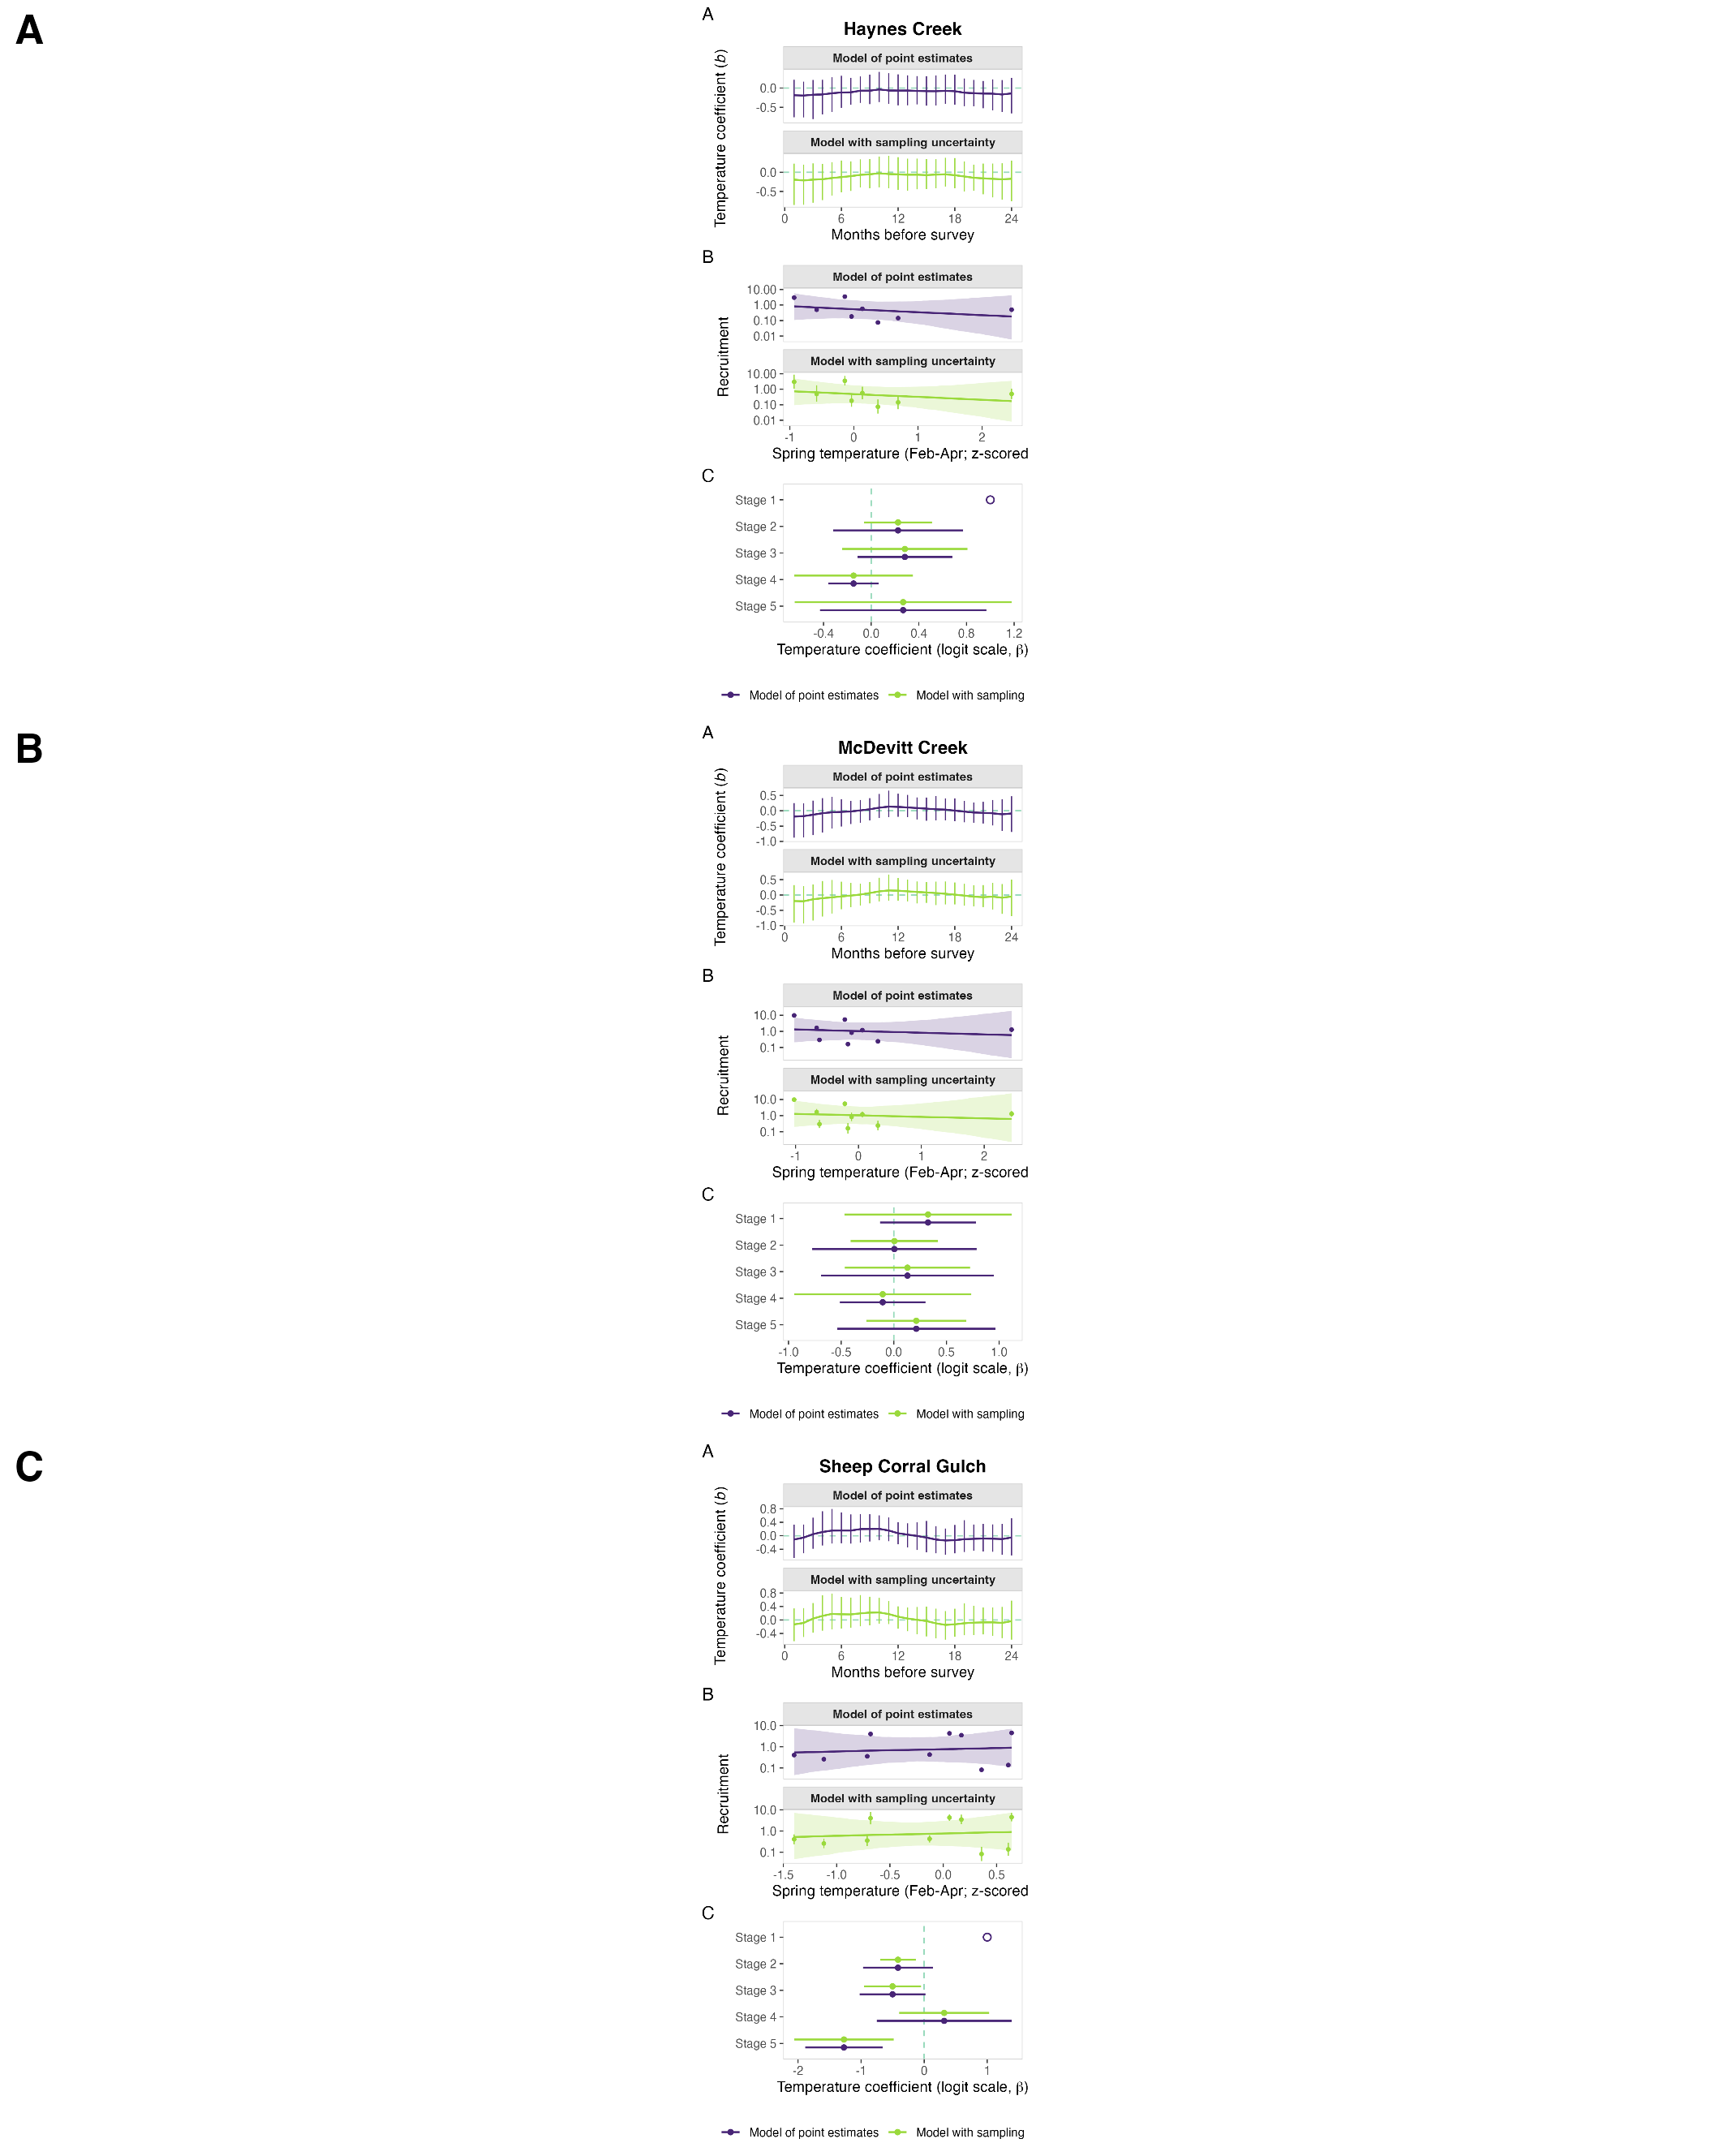 A
A
Haynes Creek
Temperature coefficient (b)
Model of point estimates
0.0
-0.5
Model with sampling uncertainty
0.0
-0.5
0 6 12 18 24
Months before survey
B
Recruitment
Model of point estimates
10.00
1.00
0.10
0.01
Model with sampling uncertainty
10.00
1.00
0.10
0.01
-1 0 1 2
Spring temperature (Feb-Apr; z-scored
C
Stage 1
Stage 2
Stage 3
Stage 4
Stage 5
-0.4 0.0 0.4 0.8 1.2
Temperature coefficient (logit scale, β)
Model of point estimates Model with sampling
B
A
McDevitt Creek
Temperature coefficient (b)
Model of point estimates
0.5
0.0
-0.5
-1.0
Model with sampling uncertainty
0.5
0.0
-0.5
-1.0
0 6 12 18 24
Months before survey
B
Recruitment
Model of point estimates
10.0
1.0
0.1
Model with sampling uncertainty
10.0
1.0
0.1
-1 0 1 2
Spring temperature (Feb-Apr; z-scored
C
Stage 1
Stage 2
Stage 3
Stage 4
Stage 5
-1.0 -0.5 0.0 0.5 1.0
Temperature coefficient (logit scale, β)
Model of point estimates Model with sampling
C
A
Sheep Corral Gulch
Temperature coefficient (b)
Model of point estimates
0.8
0.4
0.0
-0.4
Model with sampling uncertainty
0.8
0.4
0.0
-0.4
0 6 12 18 24
Months before survey
B
Recruitment
Model of point estimates
10.0
1.0
0.1
Model with sampling uncertainty
10.0
1.0
0.1
-1.5 -1.0 -0.5 0.0 0.5
Spring temperature (Feb-Apr; z-scored
C
Stage 1
Stage 2
Stage 3
Stage 4
Stage 5
-2 -1 0 1
Temperature coefficient (logit scale, β)
Model of point estimates Model with sampling